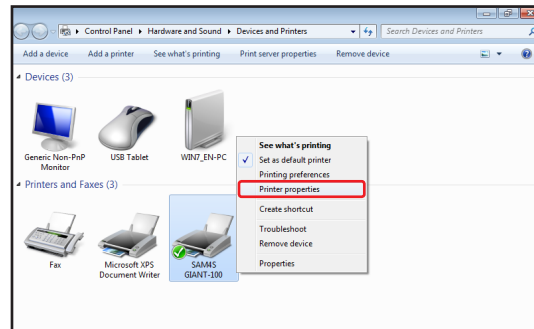 Control Panel ▸ Hardware and Sound ▸ Devices and Printers
Search Devices and Printers
Add a device Add a printer See what's printing Print server properties Remove device
Devices (3)
Generic Non-PnP Monitor
USB Tablet
WIN7_EN-PC
See what's printing
Set as default printer
Printing preferences
Printer properties
Create shortcut
Troubleshoot
Remove device
Properties
Printers and Faxes (3)
Fax
Microsoft XPS Document Writer
SAM4S GIANT-100